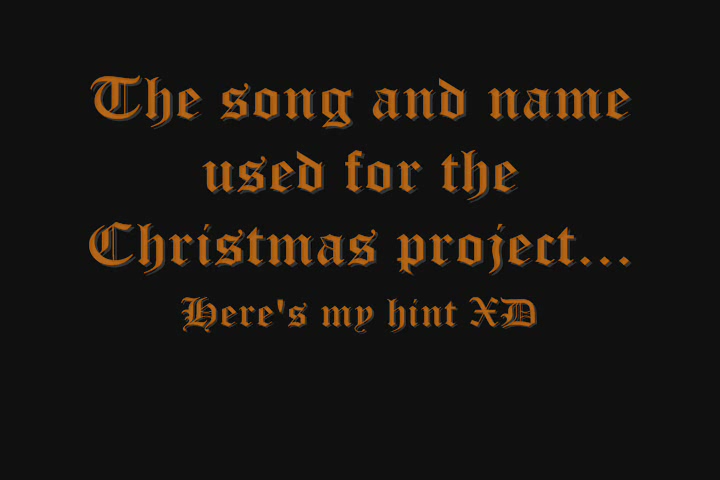 The song and name
used for the
Christmas project...
Here's my hint XD